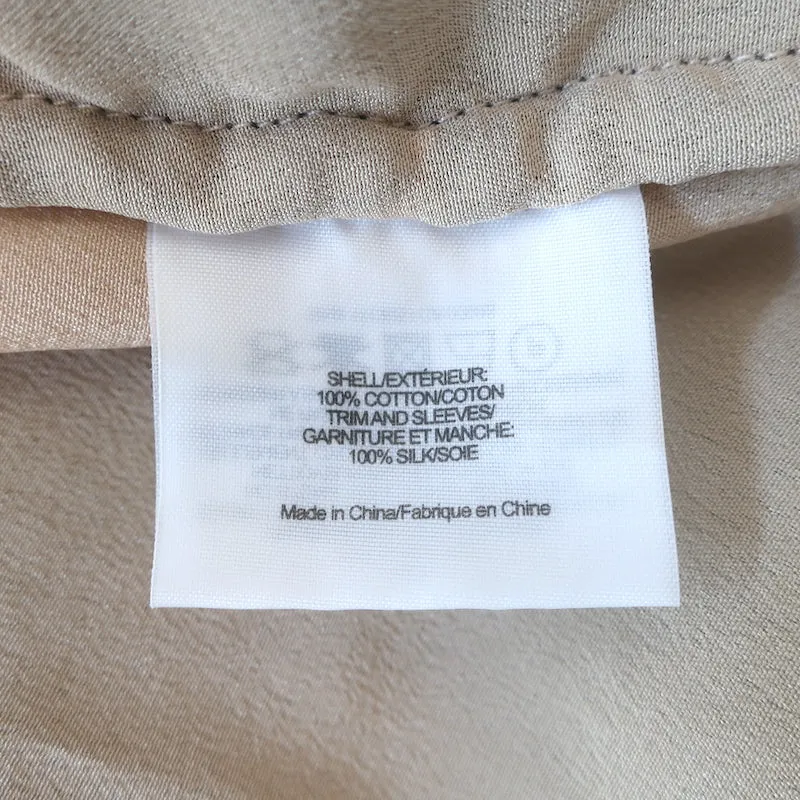 SHELL/EXTÉRIEUR:
100% COTTON/COTON
TRIM AND SLEEVES/
GARNITURE ET MANCHE:
100% SILK/SOIE
Made in China/Fabrique en Chine